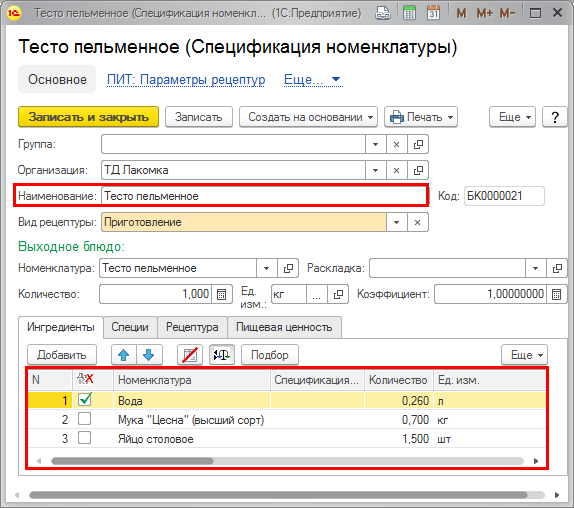 Тесто пельменное (Спецификация номенкл... (1С:Предприятие)
M M+ M-
Тесто пельменное (Спецификация номенклатуры)
Основное ПИТ: Параметры рецептур Еще...
Записать и закрыть Записать Создать на основании Печать Еще ?
Группа:
Организация: ТД Лакомка
Наименование: Тесто пельменное Код: БК0000021
Вид рецептуры: Приготовление
Выходное блюдо:
Номенклатура: Тесто пельменное Раскладка:
Количество: 1,000 Ед. изм.: кг ... Коэффициент: 1,00000000
Ингредиенты Специи Рецептура Пищевая ценность
Добавить Подбор Еще
N Номенклатура Спецификация... Количество Ед. изм.
1 Вода 0,260 л
2 Мука "Цесна" (высший сорт) 0,700 кг
3 Яйцо столовое 1,500 шт